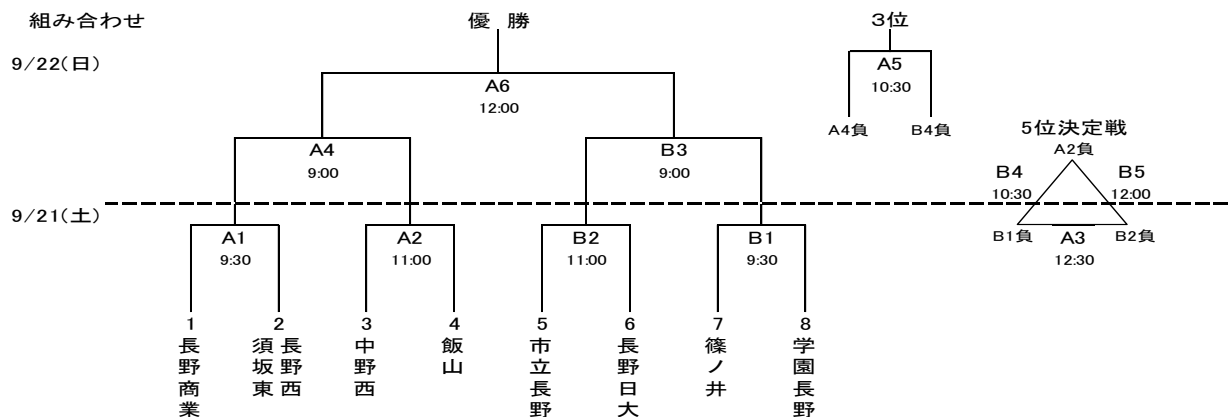 組み合わせ
優 勝
3位
9/22(日)
A6
12:00
A5
10:30
A4負
B4負
5位決定戦
A2負
A4
9:00
B3
9:00
B4
10:30
B5
12:00
9/21(土)
A1
9:30
A2
11:00
B2
11:00
B1
9:30
B1負
A3
B2負
12:30
1
2
3
4
5
6
7
8
長野商業
須坂東
長野西
中野西
飯山
市立長野
長野日大
篠ノ井
学園長野